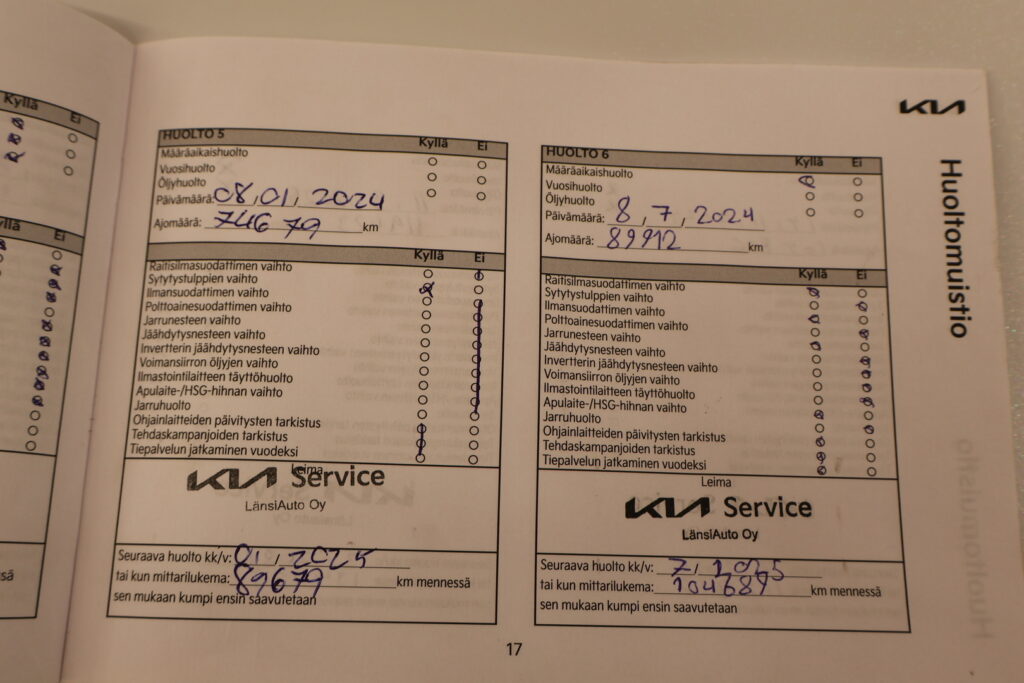 Kyllä
Ei
Ei
HUOLTO 5 Kyllä Ei
Määräaikaishuolto
Vuosihuolto
Öljyhuolto
Päivämäärä: 08,01, 2024
Ajomäärä: 74679 km
Kyllä Ei
Raitisilmasuodattimen vaihto
Sytytystulppien vaihto
Ilmansuodattimen vaihto
Polttoainesuodattimen vaihto
Jarrunesteen vaihto
Jäähdytysnesteen vaihto
Invertterin jäähdytysnesteen vaihto
Voimansiirron öljyjen vaihto
Ilmastointilaitteen täyttöhuolto
Apulaite-/HSG-hihnan vaihto
Jarruhuolto
Ohjainlaitteiden päivitysten tarkistus
Tehdaskampanjoiden tarkistus
Tiepalvelun jatkaminen vuodeksi
Leima
KIA Service
LänsiAuto Oy
Seuraava huolto kk/v: 01, 2025
tai kun mittarilukema: 89679 km mennessä
sen mukaan kumpi ensin saavutetaan
HUOLTO 6 Kyllä Ei
Määräaikaishuolto
Vuosihuolto
Öljyhuolto
Päivämäärä: 8,7,2024
Ajomäärä: 89912 km
Kyllä Ei
Raitisilmasuodattimen vaihto
Sytytystulppien vaihto
Ilmansuodattimen vaihto
Polttoainesuodattimen vaihto
Jarrunesteen vaihto
Jäähdytysnesteen vaihto
Invertterin jäähdytysnesteen vaihto
Voimansiirron öljyjen vaihto
Ilmastointilaitteen täyttöhuolto
Apulaite-/HSG-hihnan vaihto
Jarruhuolto
Ohjainlaitteiden päivitysten tarkistus
Tehdaskampanjoiden tarkistus
Tiepalvelun jatkaminen vuodeksi
Leima
KIA Service
LänsiAuto Oy
Seuraava huolto kk/v: 7, 2025
tai kun mittarilukema: 104689 km mennessä
sen mukaan kumpi ensin saavutetaan
KIA
Huoltomuistio
17